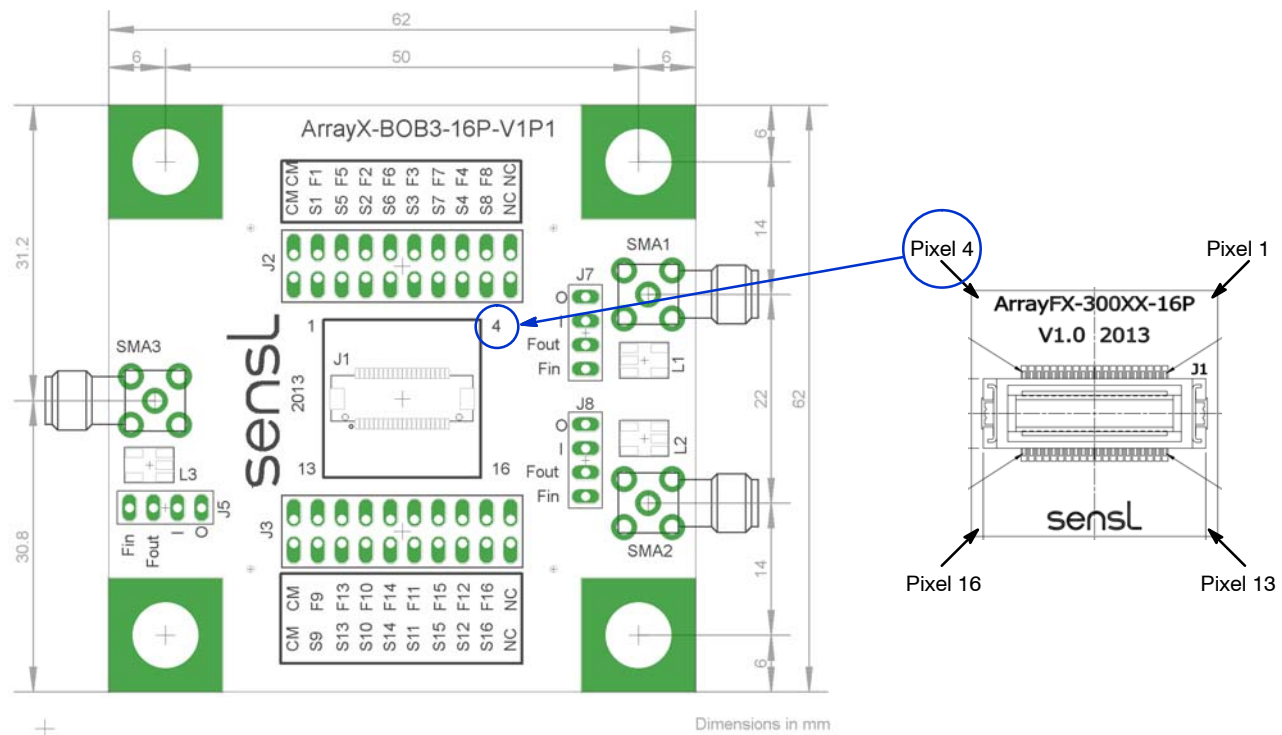 62
6
50
6
ArrayX-BOB3-16P-V1P1
CM CM
S1 F1
S5 F5
S2 F2
S6 F6
S3 F3
S7 F7
S4 F4
S8 F8
NC NC
J2
31.2
30.8
6
14
22
62
14
6
SMA1
J7
O
I
Fout
Fin
L1
1
4
J1
SMA3
L3
Fin
Fout
I
O
J5
sensL
2013
13
16
J8
O
I
Fout
Fin
L2
SMA2
J3
CM CM
S9 F9
S13 F13
S10 F10
S14 F14
S11 F11
S15 F15
S12 F12
S16 F16
NC NC
Dimensions in mm
Pixel 4
Pixel 1
ArrayFX-300XX-16P
V1.0 2013
J1
sensL
Pixel 16
Pixel 13